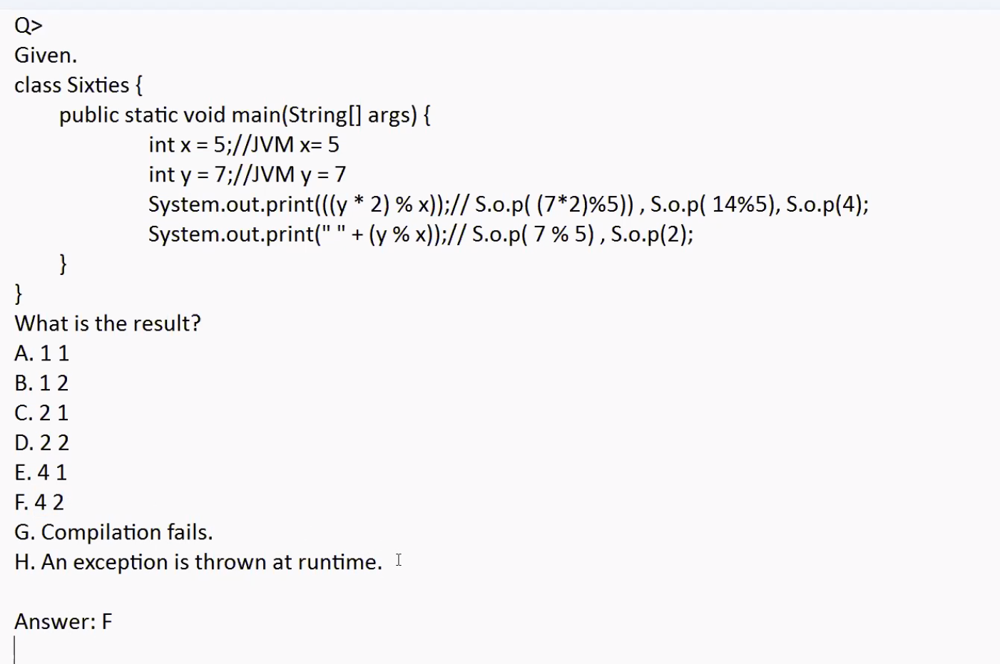 Q>
Given.
class Sixties {
public static void main(String[] args) {
int x = 5;//JVM x= 5
int y = 7;//JVM y = 7
System.out.print(((y * 2) % x));// S.o.p( (7*2)%5)) , S.o.p( 14%5), S.o.p(4);
System.out.print(" " + (y % x));// S.o.p( 7 % 5) , S.o.p(2);
}
}
What is the result?
A. 1 1
B. 1 2
C. 2 1
D. 2 2
E. 4 1
F. 4 2
G. Compilation fails.
H. An exception is thrown at runtime.
Answer: F